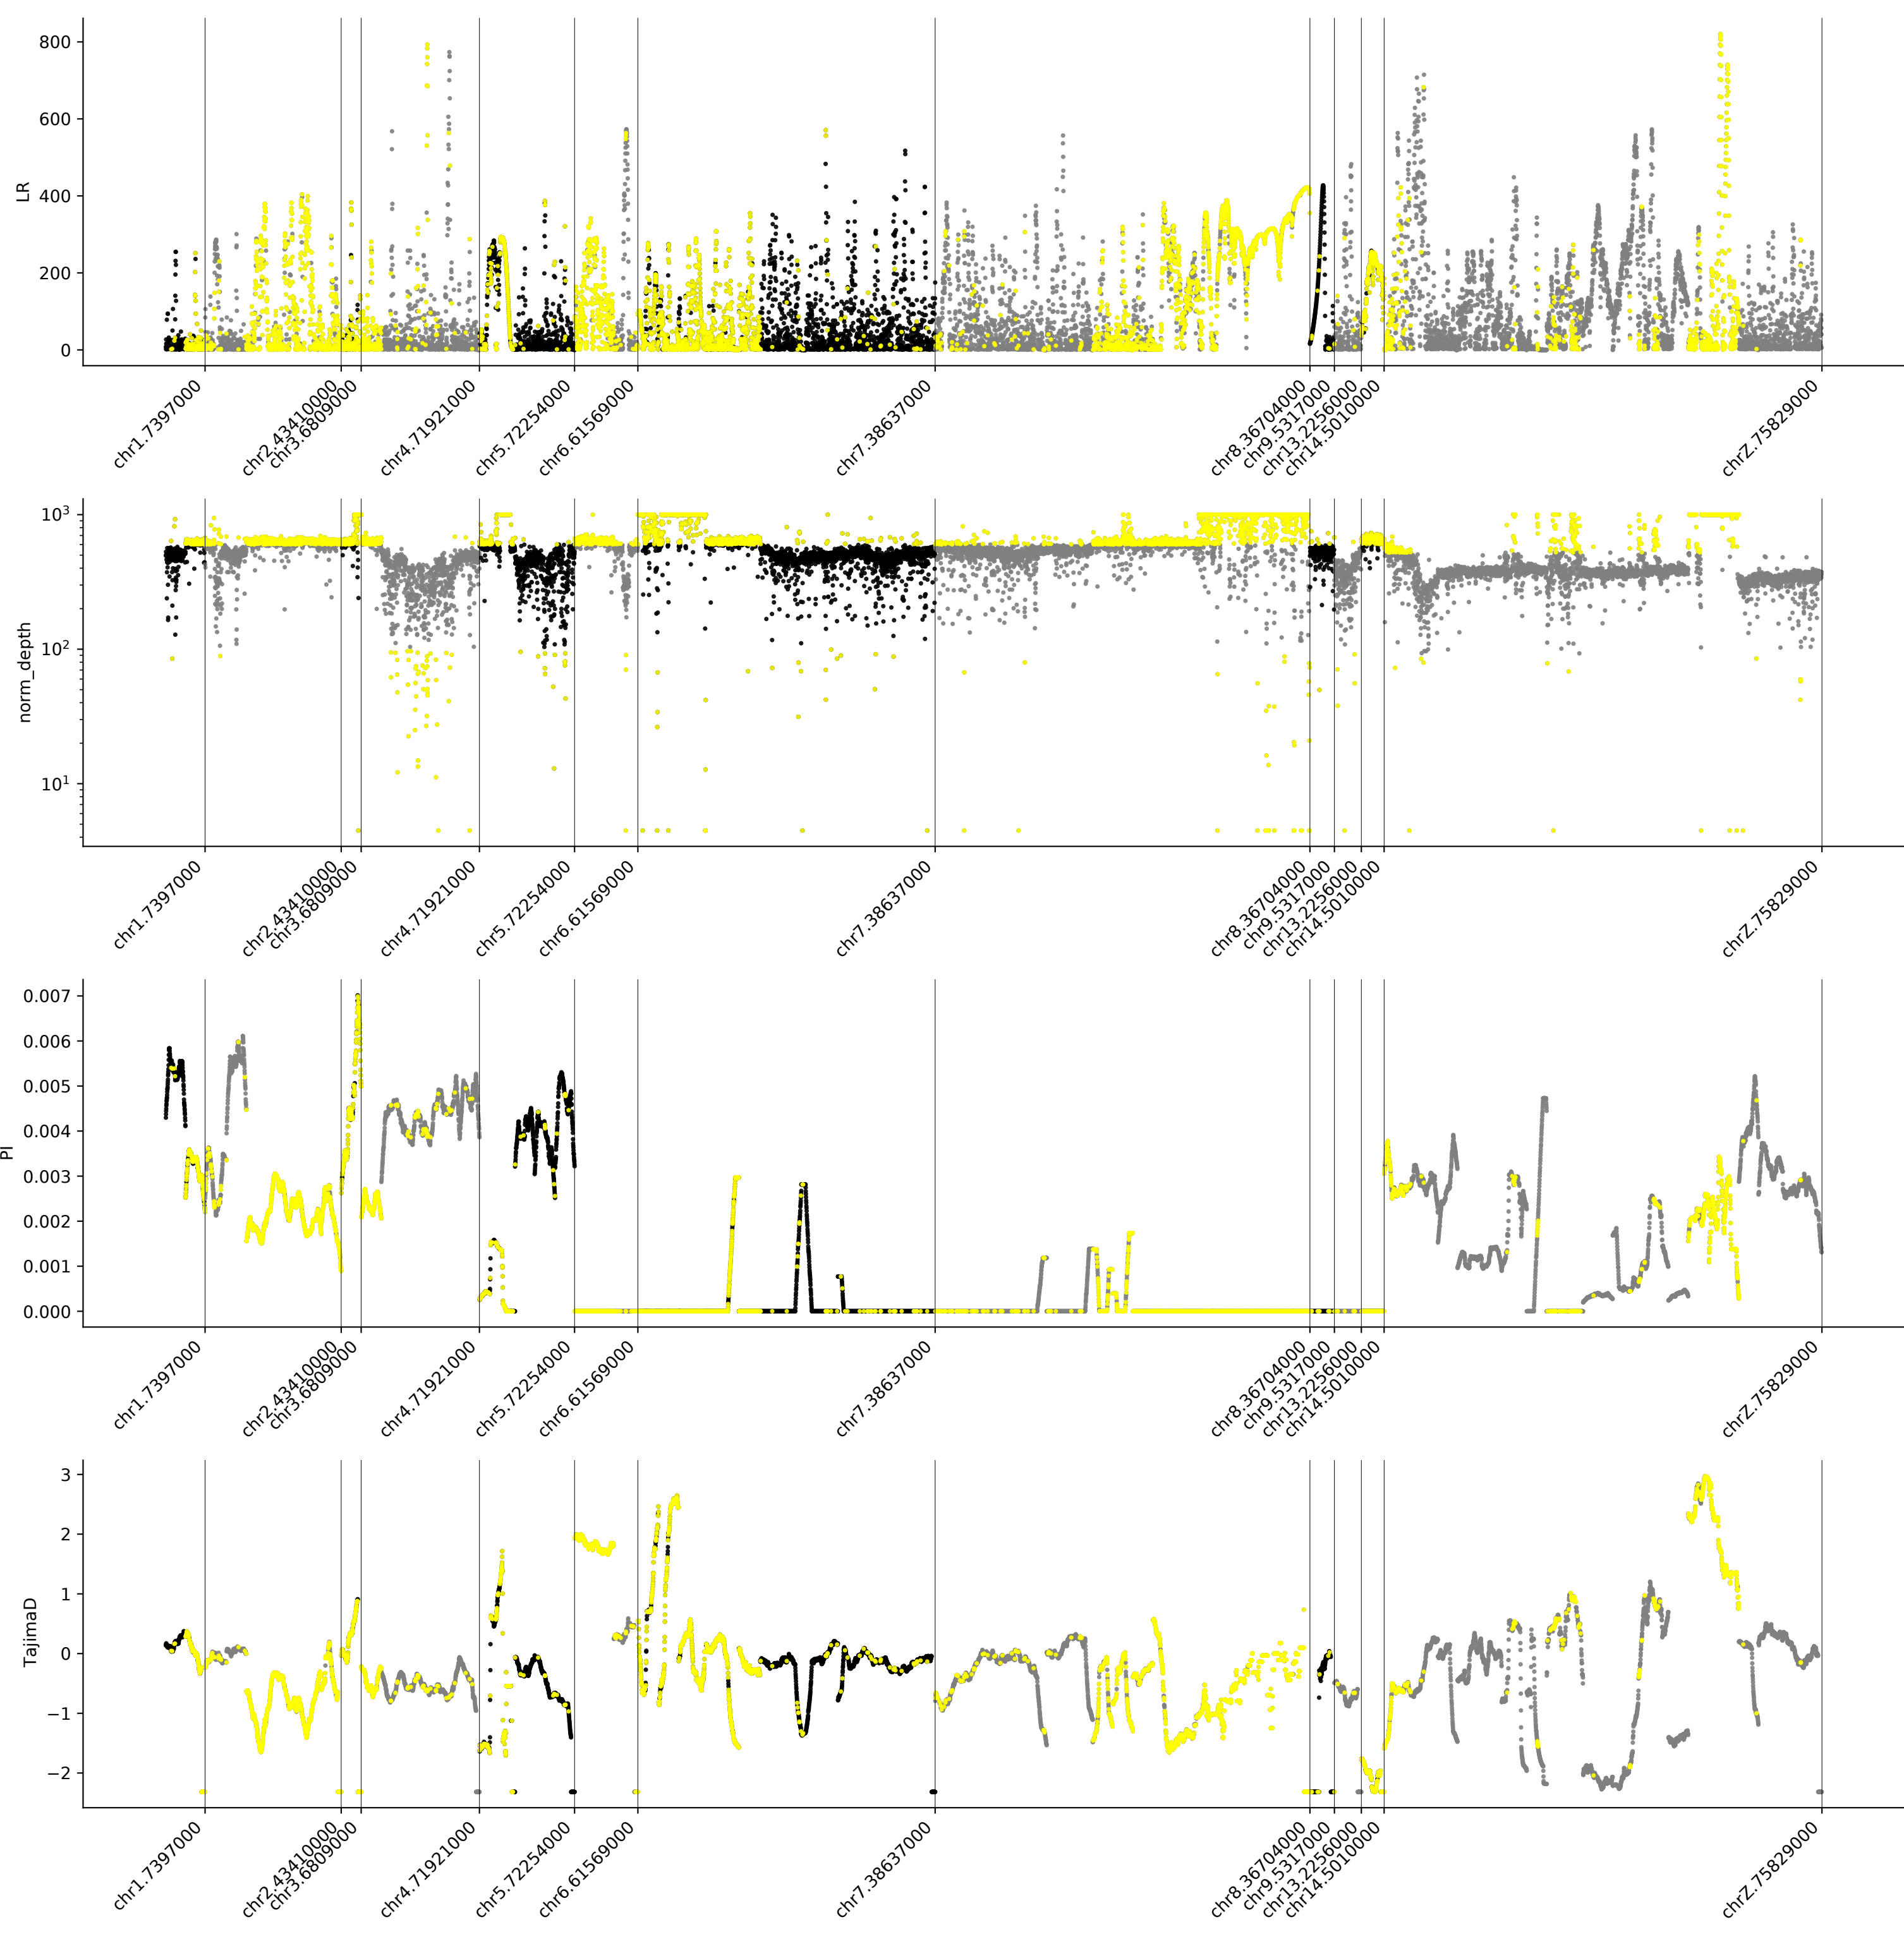 800
600
400
200
0
LR
chr1.7397000
chr2.43410000
chr3.6809000
chr4.71921000
chr5.72254000
chr6.61569000
chr7.38637000
chr8.36704000
chr9.5317000
chr13.2256000
chr14.5010000
chrZ.75829000
10³
10²
10¹
norm_depth
chr1.7397000
chr2.43410000
chr3.6809000
chr4.71921000
chr5.72254000
chr6.61569000
chr7.38637000
chr8.36704000
chr9.5317000
chr13.2256000
chr14.5010000
chrZ.75829000
0.007
0.006
0.005
0.004
0.003
0.002
0.001
0.000
PI
chr1.7397000
chr2.43410000
chr3.6809000
chr4.71921000
chr5.72254000
chr6.61569000
chr7.38637000
chr8.36704000
chr9.5317000
chr13.2256000
chr14.5010000
chrZ.75829000
3
2
1
0
−1
−2
TajimaD
chr1.7397000
chr2.43410000
chr3.6809000
chr4.71921000
chr5.72254000
chr6.61569000
chr7.38637000
chr8.36704000
chr9.5317000
chr13.2256000
chr14.5010000
chrZ.75829000